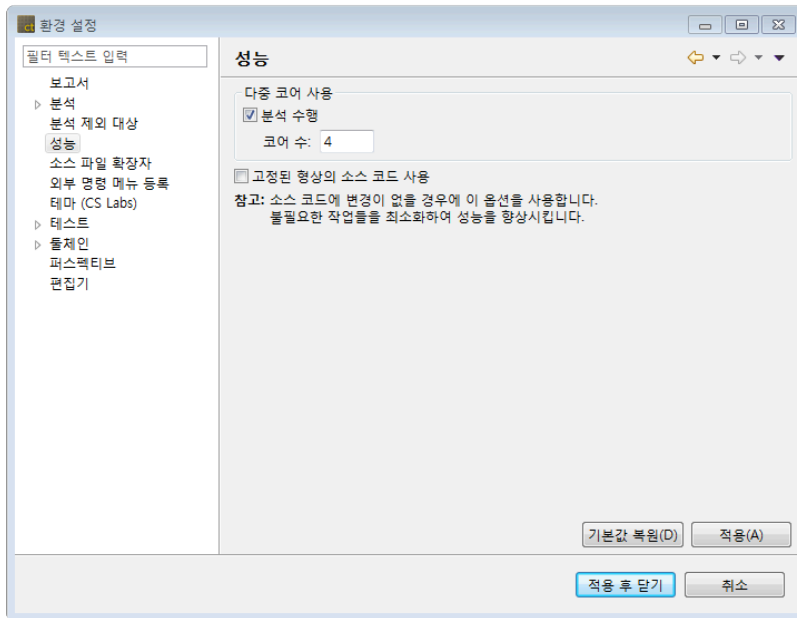 ct 환경 설정
필터 텍스트 입력
보고서
분석
분석 제외 대상
성능
소스 파일 확장자
외부 명령 메뉴 등록
테마 (CS Labs)
테스트
툴체인
퍼스펙티브
편집기
성능
다중 코어 사용
분석 수행
코어 수: 4
고정된 형상의 소스 코드 사용
참고: 소스 코드에 변경이 없을 경우에 이 옵션을 사용합니다.
불필요한 작업들을 최소화하여 성능을 향상시킵니다.
기본값 복원(D) 적용(A)
적용 후 닫기 취소